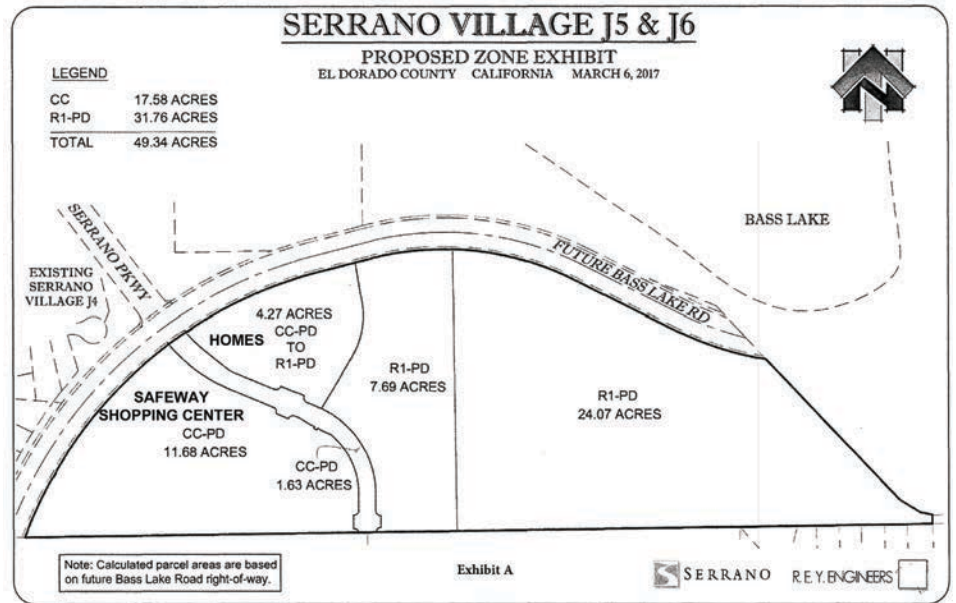 SERRANO VILLAGE J5 & J6
PROPOSED ZONE EXHIBIT
EL DORADO COUNTY CALIFORNIA MARCH 6, 2017
LEGEND
CC 17.58 ACRES
R1-PD 31.76 ACRES
TOTAL 49.34 ACRES
N
SERRANO PKWY
EXISTING
SERRANO
VILLAGE J4
BASS LAKE
FUTURE BASS LAKE RD
4.27 ACRES
CC-PD
TO
R1-PD
HOMES
R1-PD
7.69 ACRES
R1-PD
24.07 ACRES
SAFEWAY
SHOPPING CENTER
CC-PD
11.68 ACRES
CC-PD
1.63 ACRES
Note: Calculated parcel areas are based
on future Bass Lake Road right-of-way.
Exhibit A
SERRANO
R.E.Y. ENGINEERS